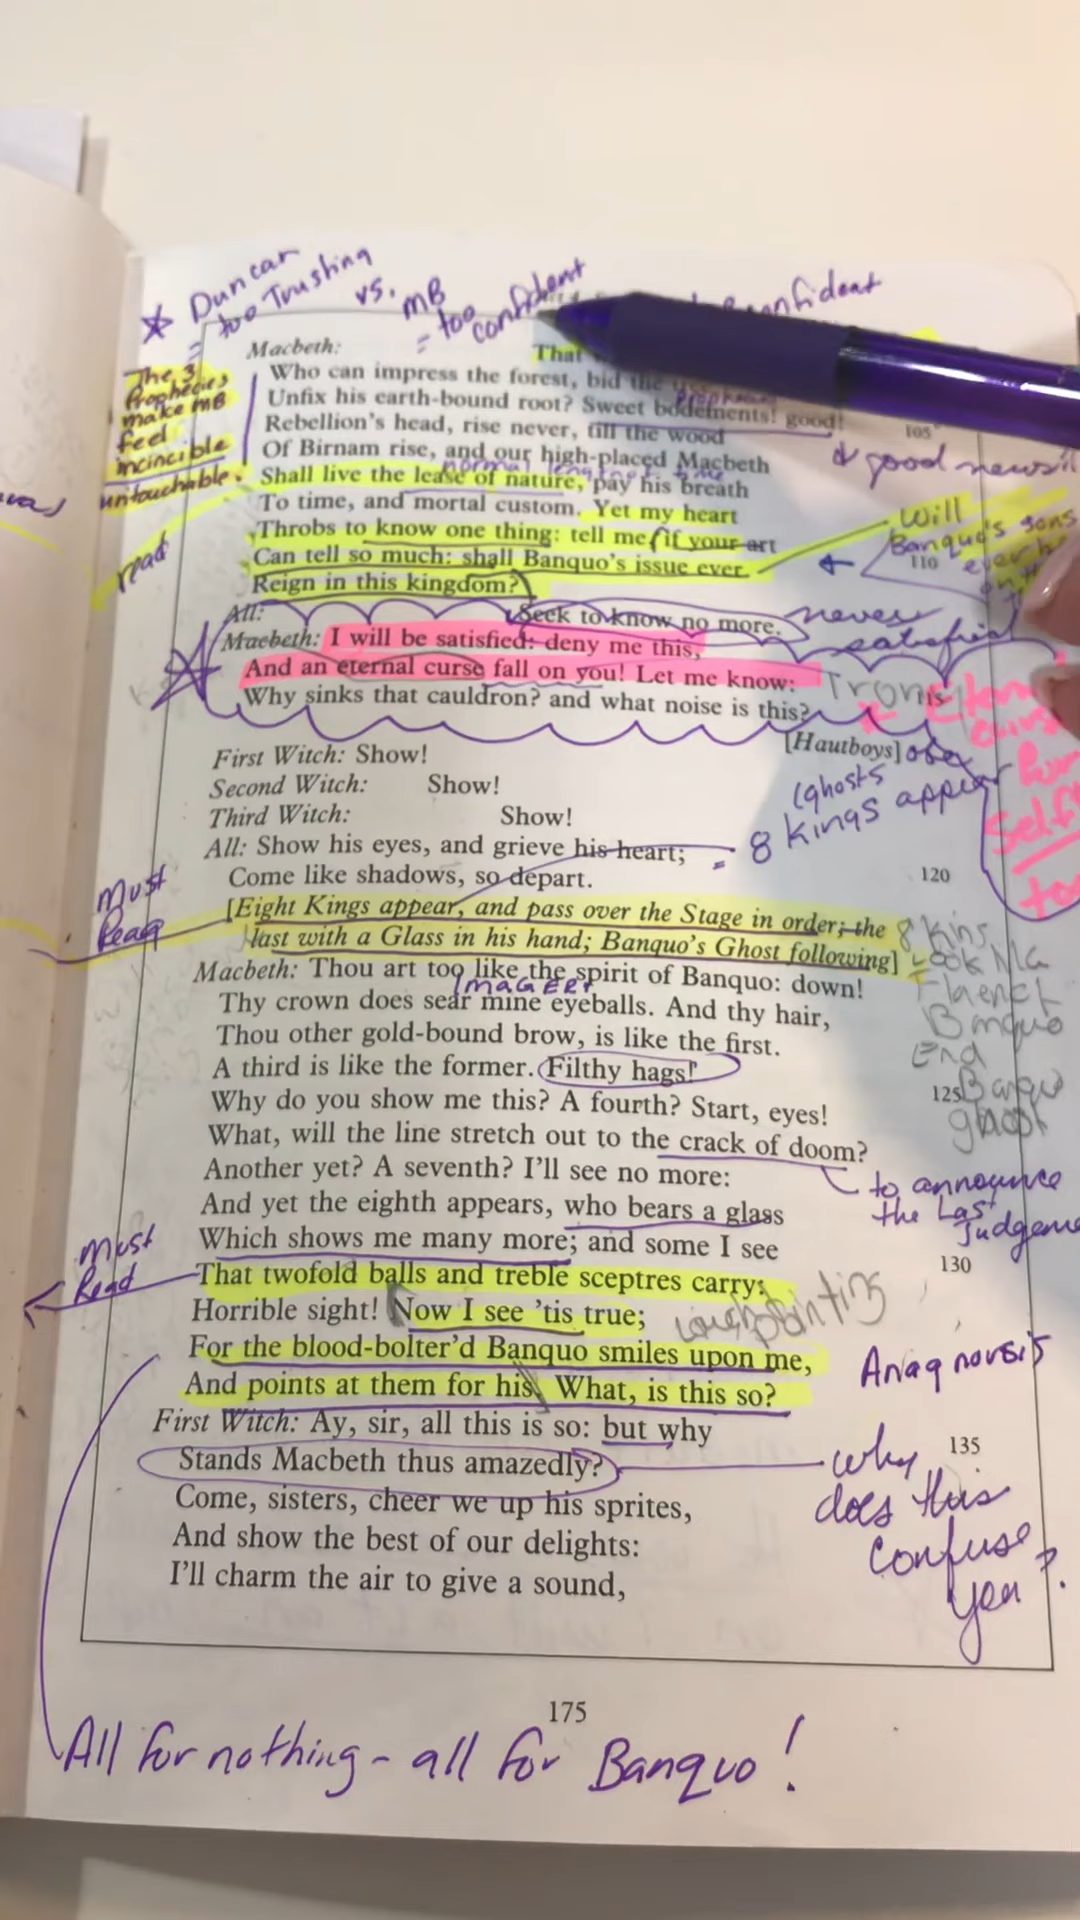 ★ Duncan
= too Trusting
vs.
MB
= too
confident
confident
Macbeth:
That
Who can impress the forest, bid the
Unfix his earth-bound root? Sweet bodements! good!
Rebellion's head, rise never, till the wood
105
Of Birnam rise, and our high-placed Macbeth
good news!
Shall live the lease of nature, pay his breath
To time, and mortal custom. Yet my heart
Throbs to know one thing: tell me (if your art
Can tell so much: shall Banquo's issue ever
110
Reign in this kingdom?)
The 3
Prophecies
make MB
feel
incincible
untouchable.
read
Will
Banquo's sons
All: Seek to know no more.
never
satisfied
Macbeth: I will be satisfied: deny me this,
And an eternal curse fall on you! Let me know:
Why sinks that cauldron? and what noise is this?
[Hautboys]
self
First Witch: Show!
Second Witch: Show!
Third Witch: Show!
(ghosts
= 8 kings appear
All: Show his eyes, and grieve his heart;
Come like shadows, so depart.
120
Must
Read
[Eight Kings appear, and pass over the Stage in order; the
last with a Glass in his hand; Banquo's Ghost following]
Macbeth: Thou art too like the spirit of Banquo: down!
Thy crown does sear mine eyeballs. And thy hair,
Thou other gold-bound brow, is like the first.
A third is like the former. Filthy hags!
Why do you show me this? A fourth? Start, eyes!
125
Banquo
End
Banquo
ghost
What, will the line stretch out to the crack of doom?
Another yet? A seventh? I'll see no more:
to announce
the Last
And yet the eighth appears, who bears a glass
Which shows me many more; and some I see
130
Must
Read
That twofold balls and treble sceptres carry:
Horrible sight! Now I see 'tis true;
For the blood-bolter'd Banquo smiles upon me,
And points at them for his. What, is this so?
First Witch: Ay, sir, all this is so: but why
Stands Macbeth thus amazedly?
135
why
does this
confuse
you?
Come, sisters, cheer we up his sprites,
And show the best of our delights:
I'll charm the air to give a sound,
175
All for nothing - all for Banquo!